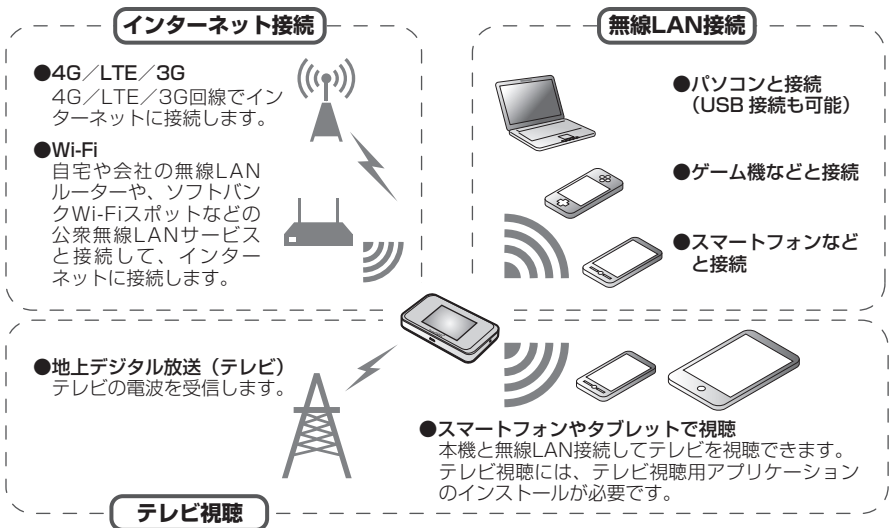 インターネット接続
●4G／LTE／3G
4G／LTE／3G回線でイン
ターネットに接続します。
●Wi-Fi
自宅や会社の無線LAN
ルーターや、ソフトバン
クWi-Fiスポットなどの
公衆無線LANサービス
と接続して、インター
ネットに接続します。
無線LAN接続
●パソコンと接続
（USB 接続も可能）
●ゲーム機などと接続
●スマートフォンなど
と接続
●地上デジタル放送（テレビ）
テレビの電波を受信します。
●スマートフォンやタブレットで視聴
本機と無線LAN接続してテレビを視聴できます。
テレビ視聴には、テレビ視聴用アプリケーション
のインストールが必要です。
テレビ視聴